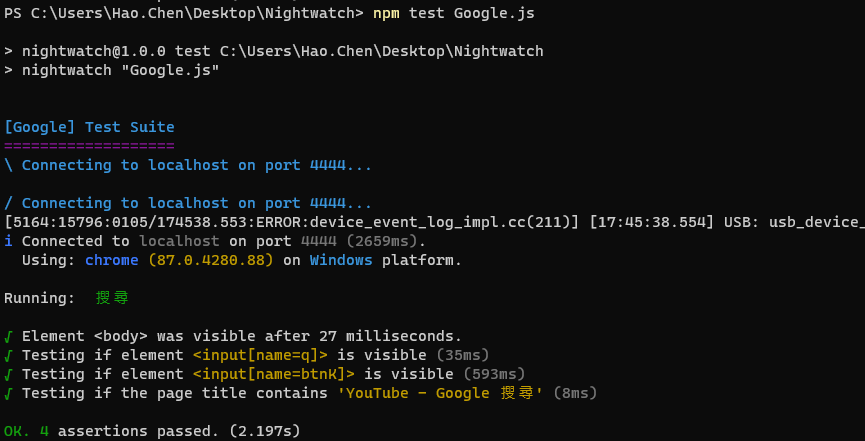 PS C:\Users\Hao.Chen\Desktop\Nightwatch> npm test Google.js
> nightwatch@1.0.0 test C:\Users\Hao.Chen\Desktop\Nightwatch
> nightwatch "Google.js"
[Google] Test Suite
===================
\ Connecting to localhost on port 4444...
/ Connecting to localhost on port 4444...
[5164:15796:0105/174538.553:ERROR:device_event_log_impl.cc(211)] [17:45:38.554] USB: usb_device_
i Connected to localhost on port 4444 (2659ms).
Using: chrome (87.0.4280.88) on Windows platform.
Running: 搜尋
√ Element <body> was visible after 27 milliseconds.
√ Testing if element <input[name=q]> is visible (35ms)
√ Testing if element <input[name=btnK]> is visible (593ms)
√ Testing if the page title contains 'YouTube - Google 搜尋' (8ms)
OK. 4 assertions passed. (2.197s)